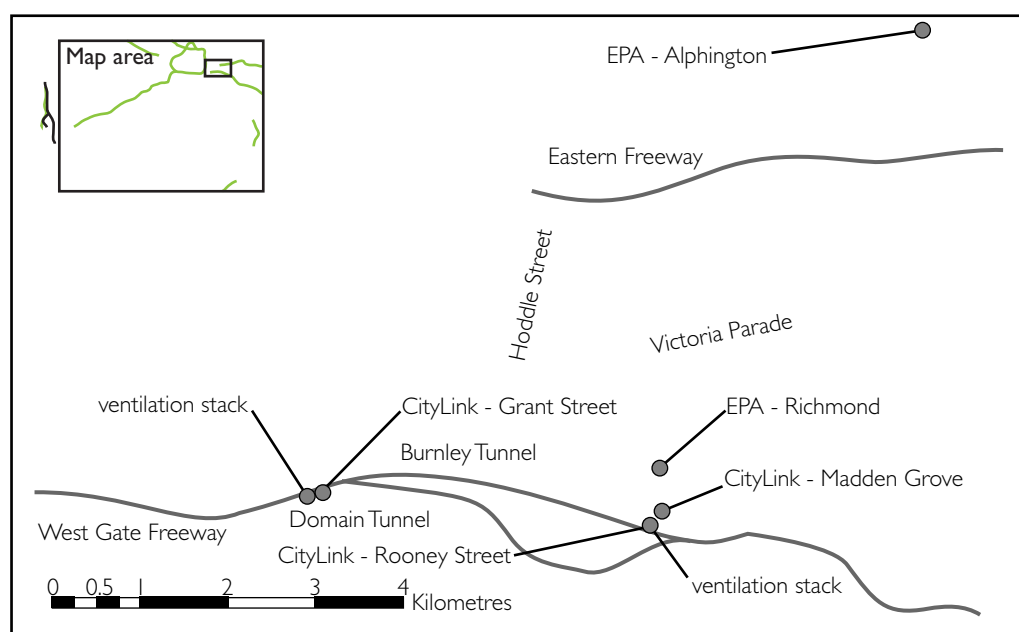 Map area
EPA - Alphington
Eastern Freeway
Hoddle Street
Victoria Parade
ventilation stack
CityLink - Grant Street
EPA - Richmond
Burnley Tunnel
CityLink - Madden Grove
Domain Tunnel
West Gate Freeway
CityLink - Rooney Street
ventilation stack
0 0.5 1 2 3 4
Kilometres